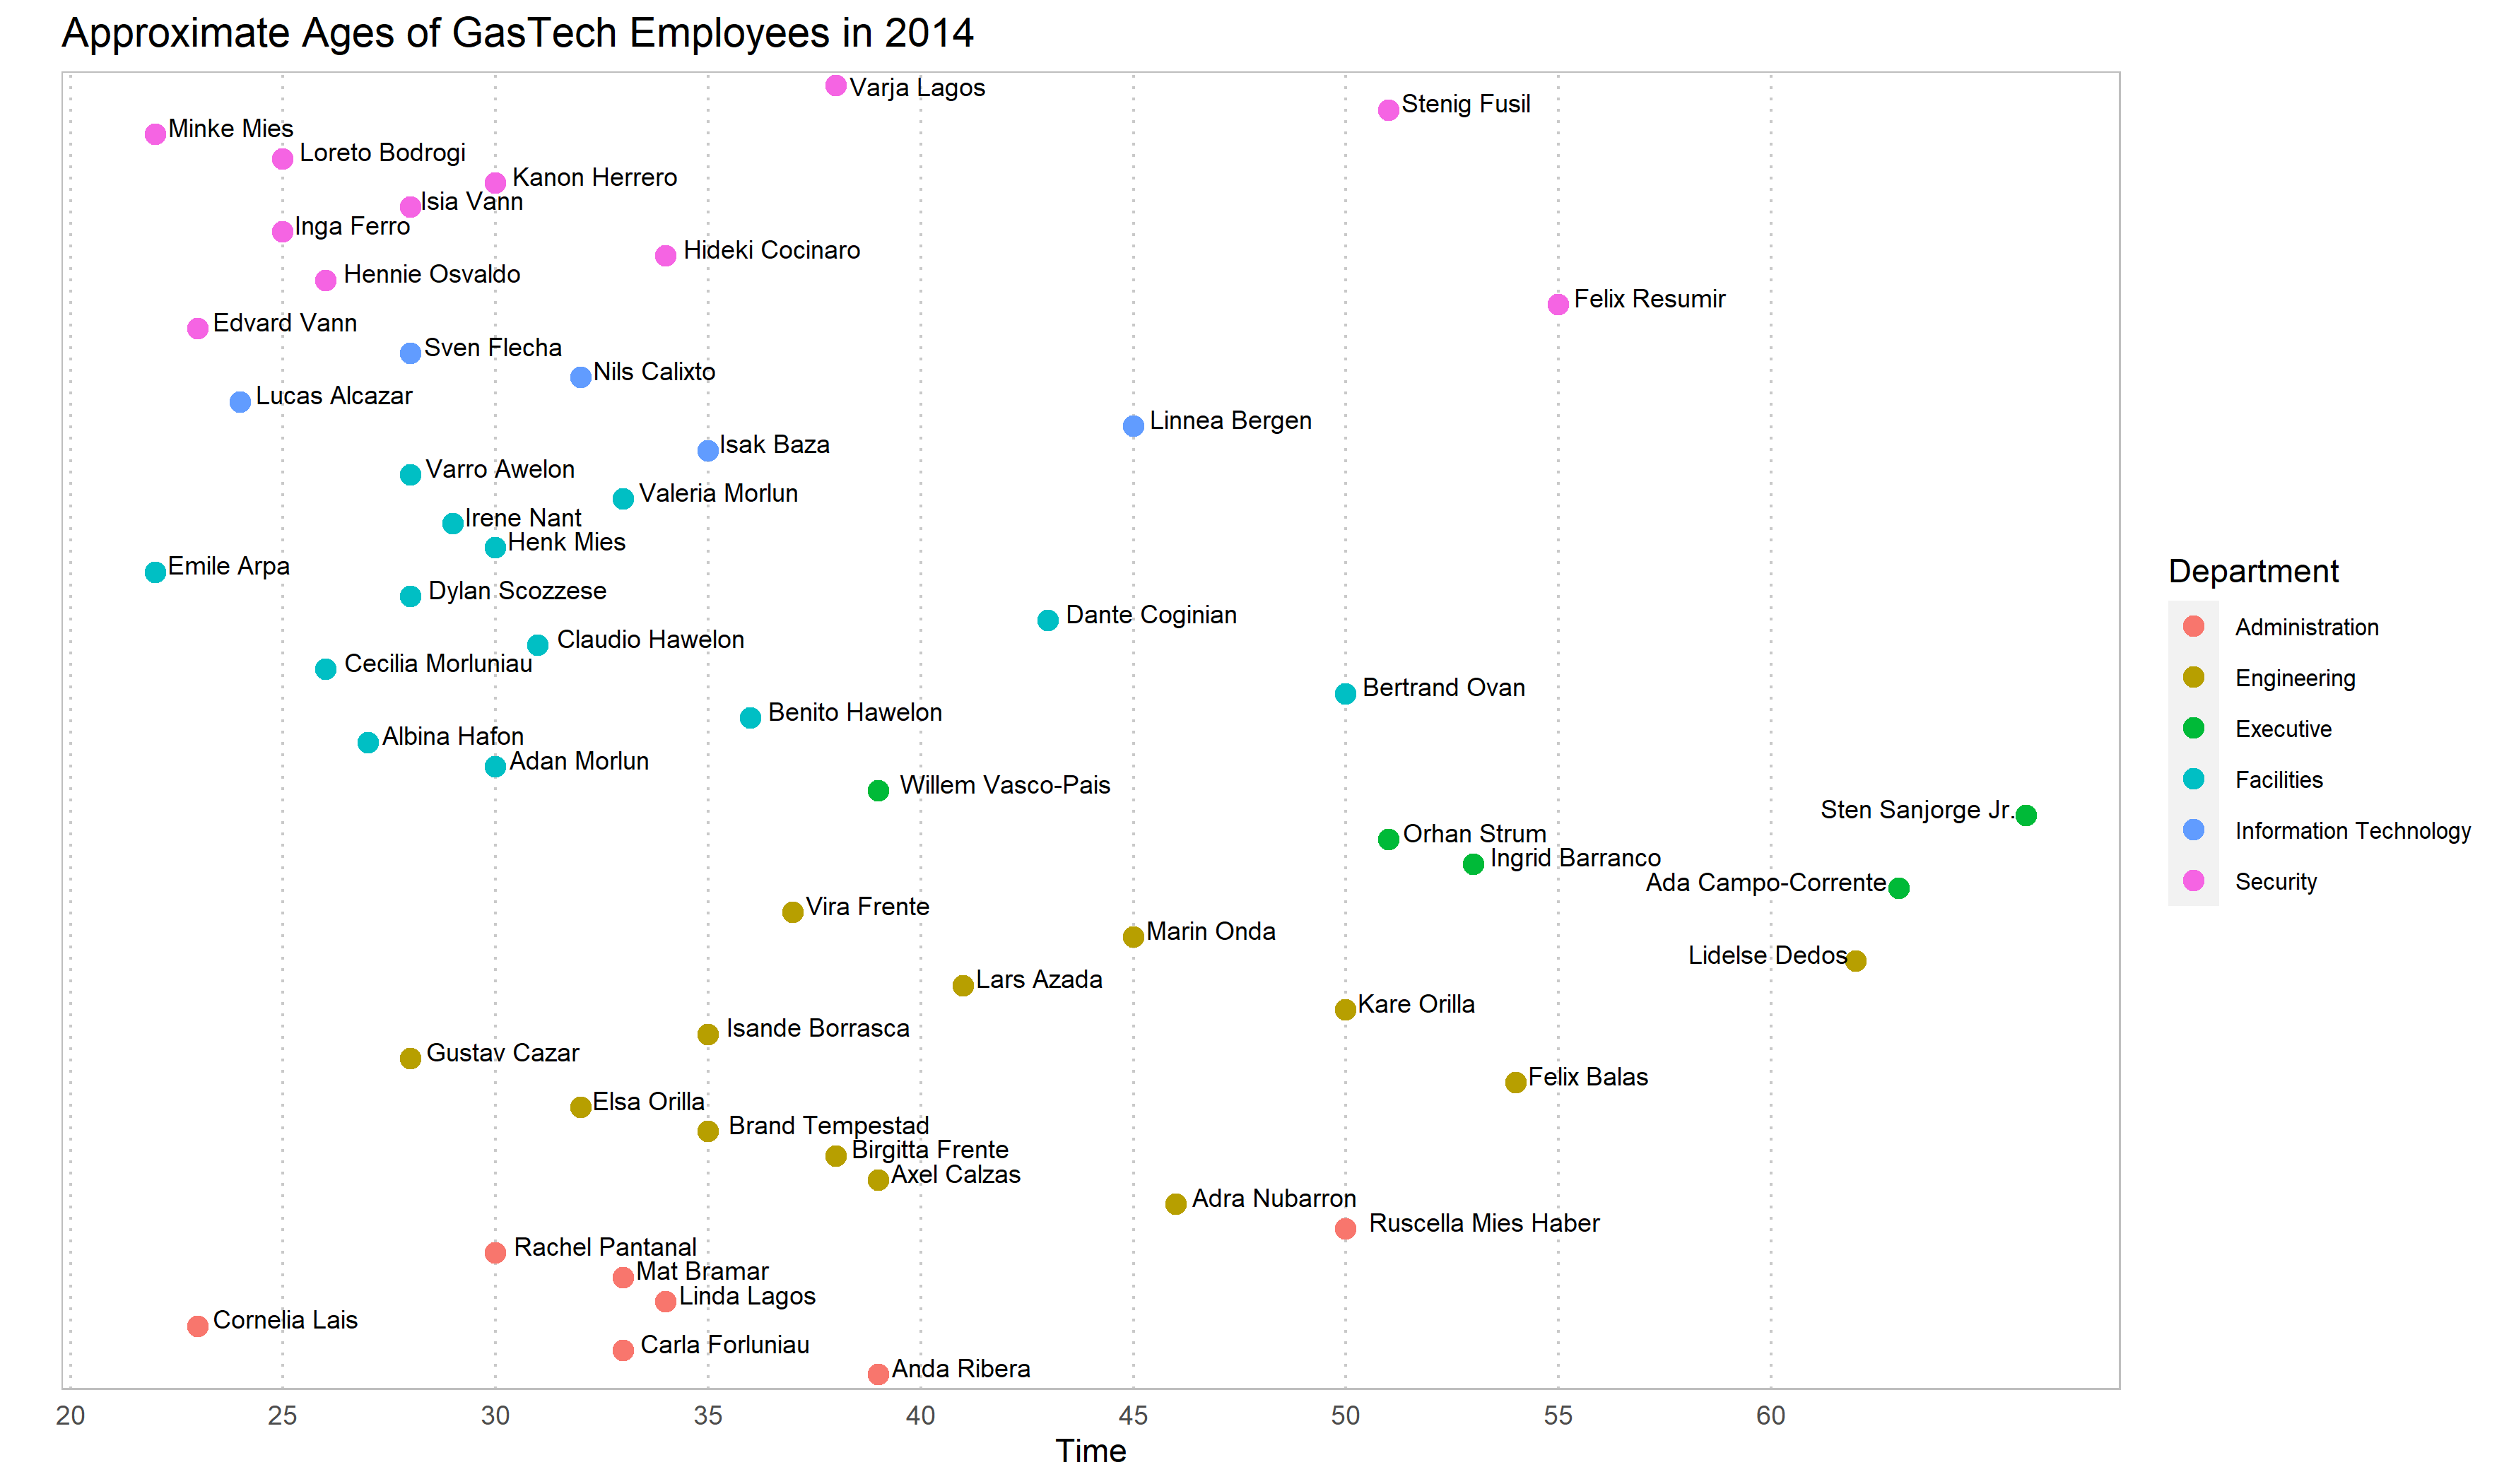 Approximate Ages of GasTech Employees in 2014
Varja Lagos
Stenig Fusil
Minke Mies
Loreto Bodrogi
Kanon Herrero
Isia Vann
Inga Ferro
Hideki Cocinaro
Hennie Osvaldo
Felix Resumir
Edvard Vann
Sven Flecha
Nils Calixto
Lucas Alcazar
Linnea Bergen
Isak Baza
Varro Awelon
Valeria Morlun
Irene Nant
Henk Mies
Emile Arpa
Dylan Scozzese
Dante Coginian
Claudio Hawelon
Cecilia Morluniau
Bertrand Ovan
Benito Hawelon
Albina Hafon
Adan Morlun
Willem Vasco-Pais
Sten Sanjorge Jr.
Orhan Strum
Ingrid Barranco
Ada Campo-Corrente
Vira Frente
Marin Onda
Lidelse Dedos
Lars Azada
Kare Orilla
Isande Borrasca
Gustav Cazar
Felix Balas
Elsa Orilla
Brand Tempestad
Birgitta Frente
Axel Calzas
Adra Nubarron
Ruscella Mies Haber
Rachel Pantanal
Mat Bramar
Linda Lagos
Cornelia Lais
Carla Forluniau
Anda Ribera
20 25 30 35 40 45 50 55 60
Time
Department
Administration
Engineering
Executive
Facilities
Information Technology
Security